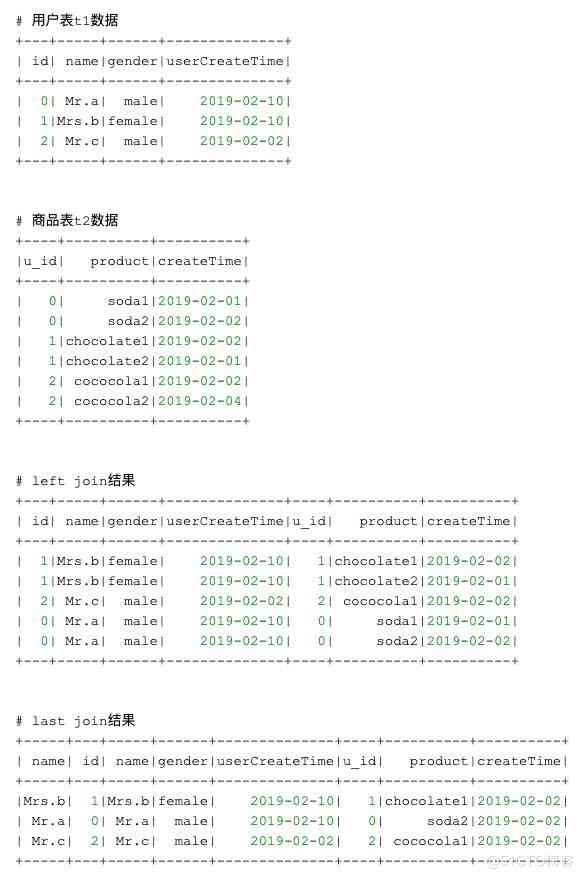 # 用户表t1数据
+---+-----+------+--------------+
| id| name|gender|userCreateTime|
+---+-----+------+--------------+
|  0| Mr.a|  male|    2019-02-10|
|  1|Mrs.b|female|    2019-02-10|
|  2| Mr.c|  male|    2019-02-02|
+---+-----+------+--------------+
# 商品表t2数据
+----+----------+----------+
|u_id|   product|createTime|
+----+----------+----------+
|   0|     soda1|2019-02-01|
|   0|     soda2|2019-02-02|
|   1|chocolate1|2019-02-02|
|   1|chocolate2|2019-02-01|
|   2| cococola1|2019-02-02|
|   2| cococola2|2019-02-04|
+----+----------+----------+
# left join结果
+---+-----+------+--------------+----+----------+----------+
| id| name|gender|userCreateTime|u_id|   product|createTime|
+---+-----+------+--------------+----+----------+----------+
|  1|Mrs.b|female|    2019-02-10|   1|chocolate1|2019-02-02|
|  1|Mrs.b|female|    2019-02-10|   1|chocolate2|2019-02-01|
|  2| Mr.c|  male|    2019-02-02|   2| cococola1|2019-02-02|
|  0| Mr.a|  male|    2019-02-10|   0|     soda1|2019-02-01|
|  0| Mr.a|  male|    2019-02-10|   0|     soda2|2019-02-02|
+---+-----+------+--------------+----+----------+----------+
# last join结果
+-----+---+-----+------+--------------+----+----------+----------+
| name| id| name|gender|userCreateTime|u_id|   product|createTime|
+-----+---+-----+------+--------------+----+----------+----------+
|Mrs.b|  1|Mrs.b|female|    2019-02-10|   1|chocolate1|2019-02-02|
| Mr.a|  0| Mr.a|  male|    2019-02-10|   0|     soda2|2019-02-02|
| Mr.c|  2| Mr.c|  male|    2019-02-02|   2| cococola1|2019-02-02|
+-----+---+-----+------+--------------+----+----------+----------+
@51CTO博客